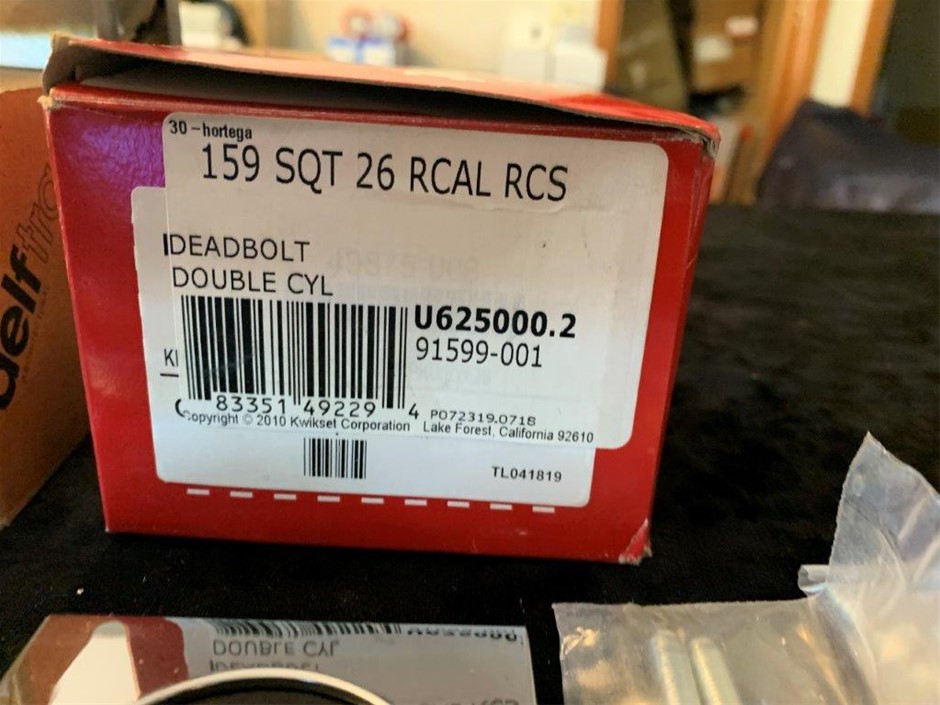 30-hortega
159 SQT 26 RCAL RCS
DEADBOLT
DOUBLE CYL
U625000.2
91599-001
83351 49229 4
P072319.0718
Copyright © 2010 Kwikset Corporation Lake Forest, California 92610
TL041819
DOUBLE CYL
DEADBOLT